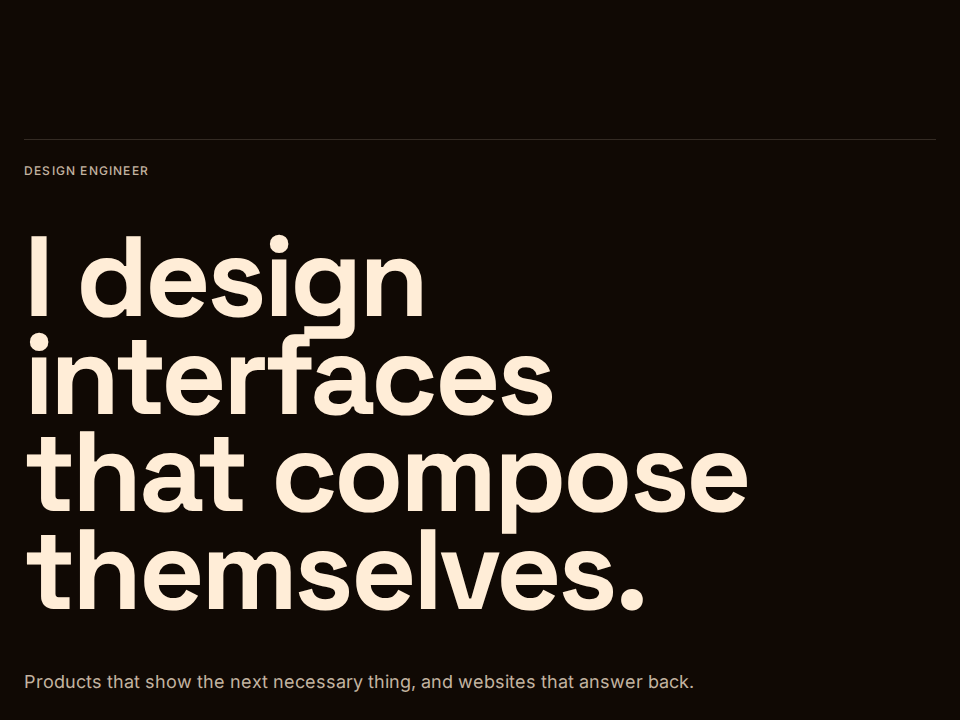 DESIGN ENGINEER
I design
interfaces
that compose
themselves.
Products that show the next necessary thing, and websites that answer back.